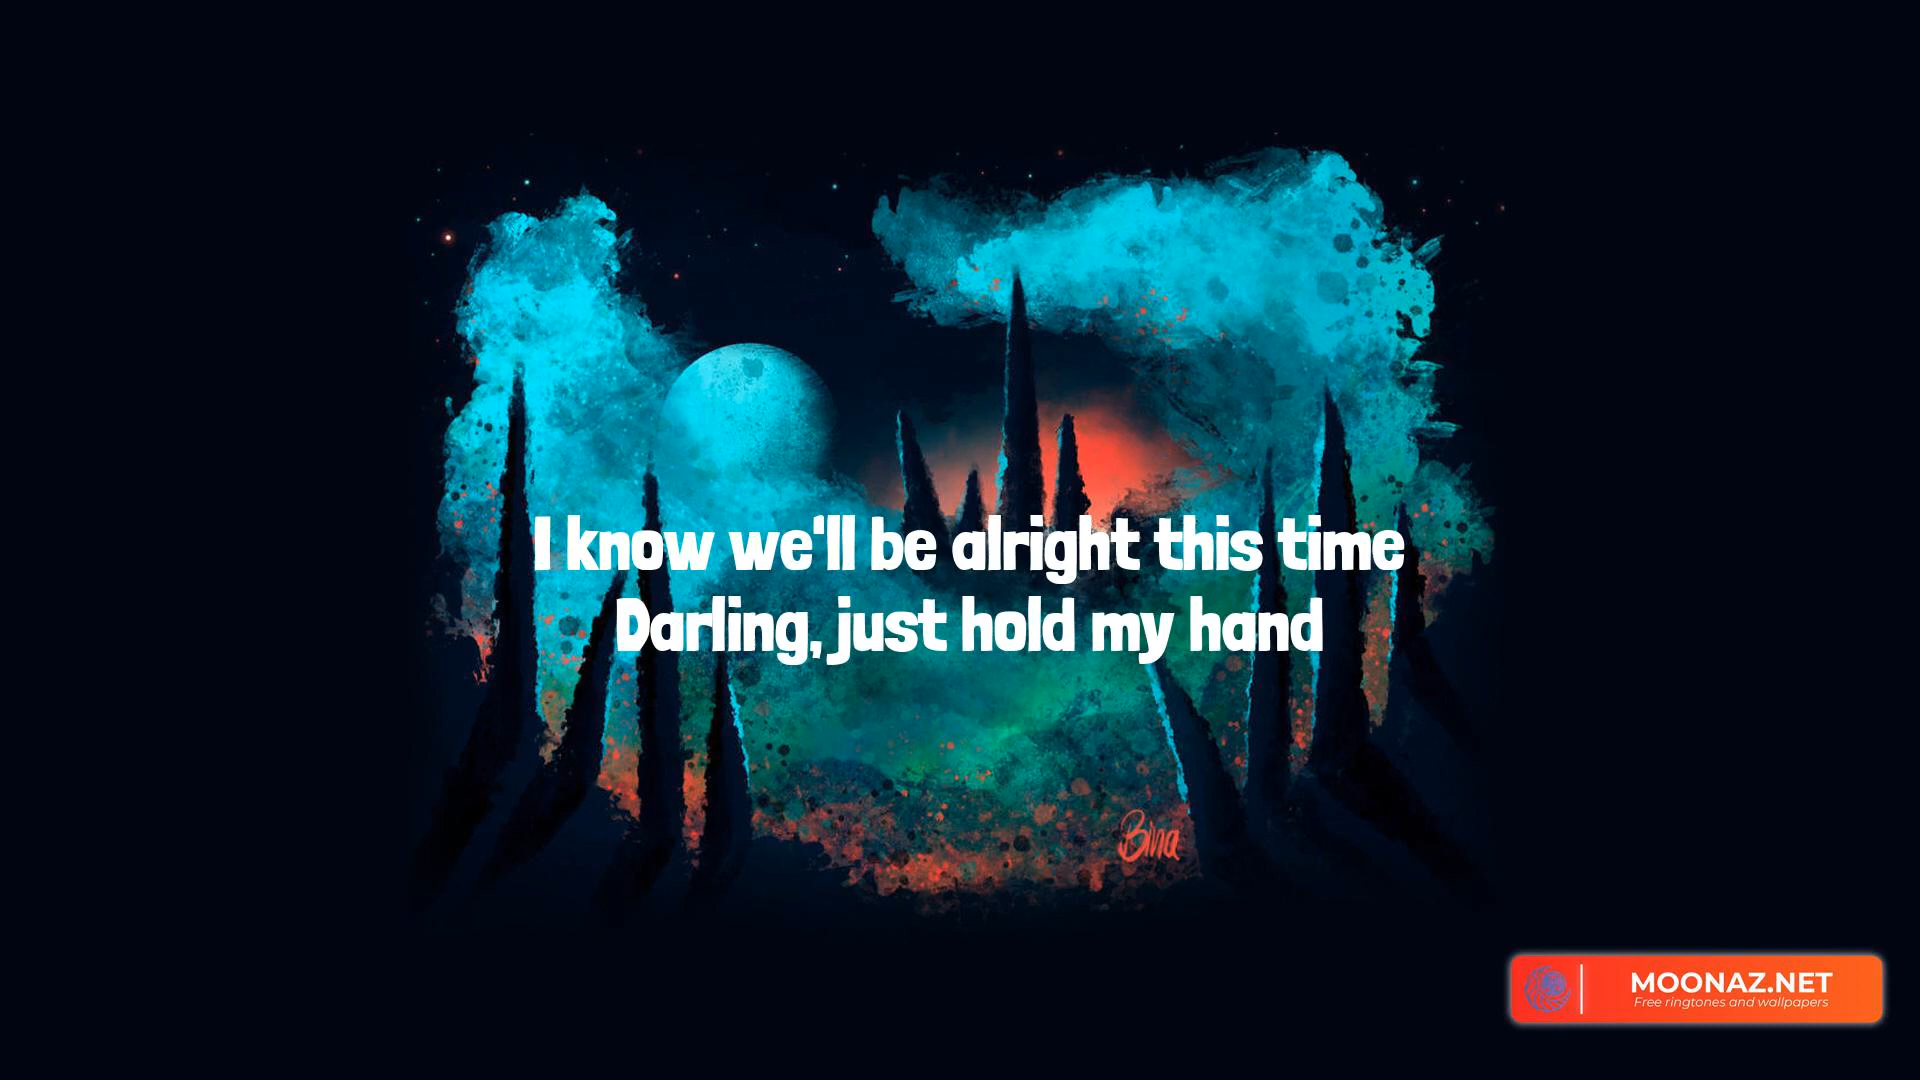 I know we'll be alright this time
Darling, just hold my hand
Bina
MOONAZ.NET
Free ringtones and wallpapers